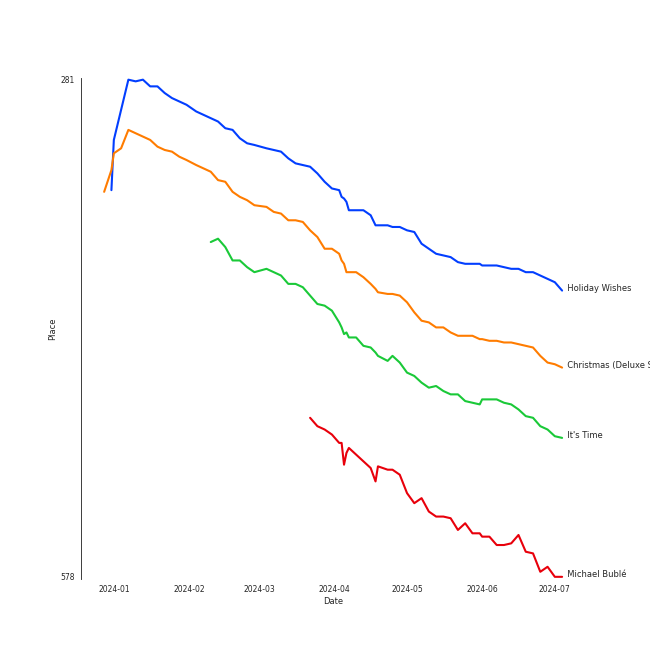 281
Holiday Wishes
Place
Christmas (Deluxe S
It's Time
Michael Bublé
578
2024-01 2024-02 2024-03 2024-04 2024-05 2024-06 2024-07
Date